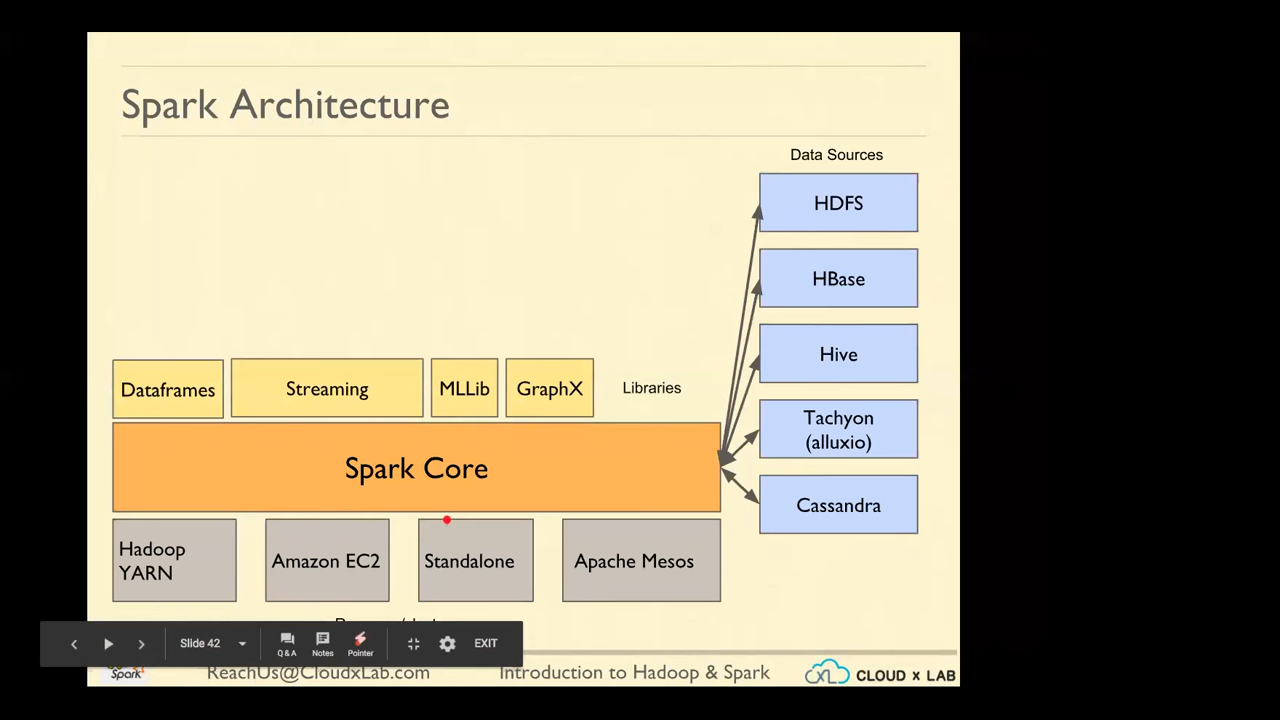 Spark Architecture
Data Sources
HDFS
HBase
Hive
Tachyon
(alluxio)
Cassandra
Dataframes
Streaming
MLLib
GraphX
Libraries
Spark Core
Hadoop
YARN
Amazon EC2
Standalone
Apache Mesos
Slide 42
Q & A
Notes
Pointer
EXIT
Spark
ReachUs@CloudxLab.com
Introduction to Hadoop & Spark
XL
CLOUD x LAB